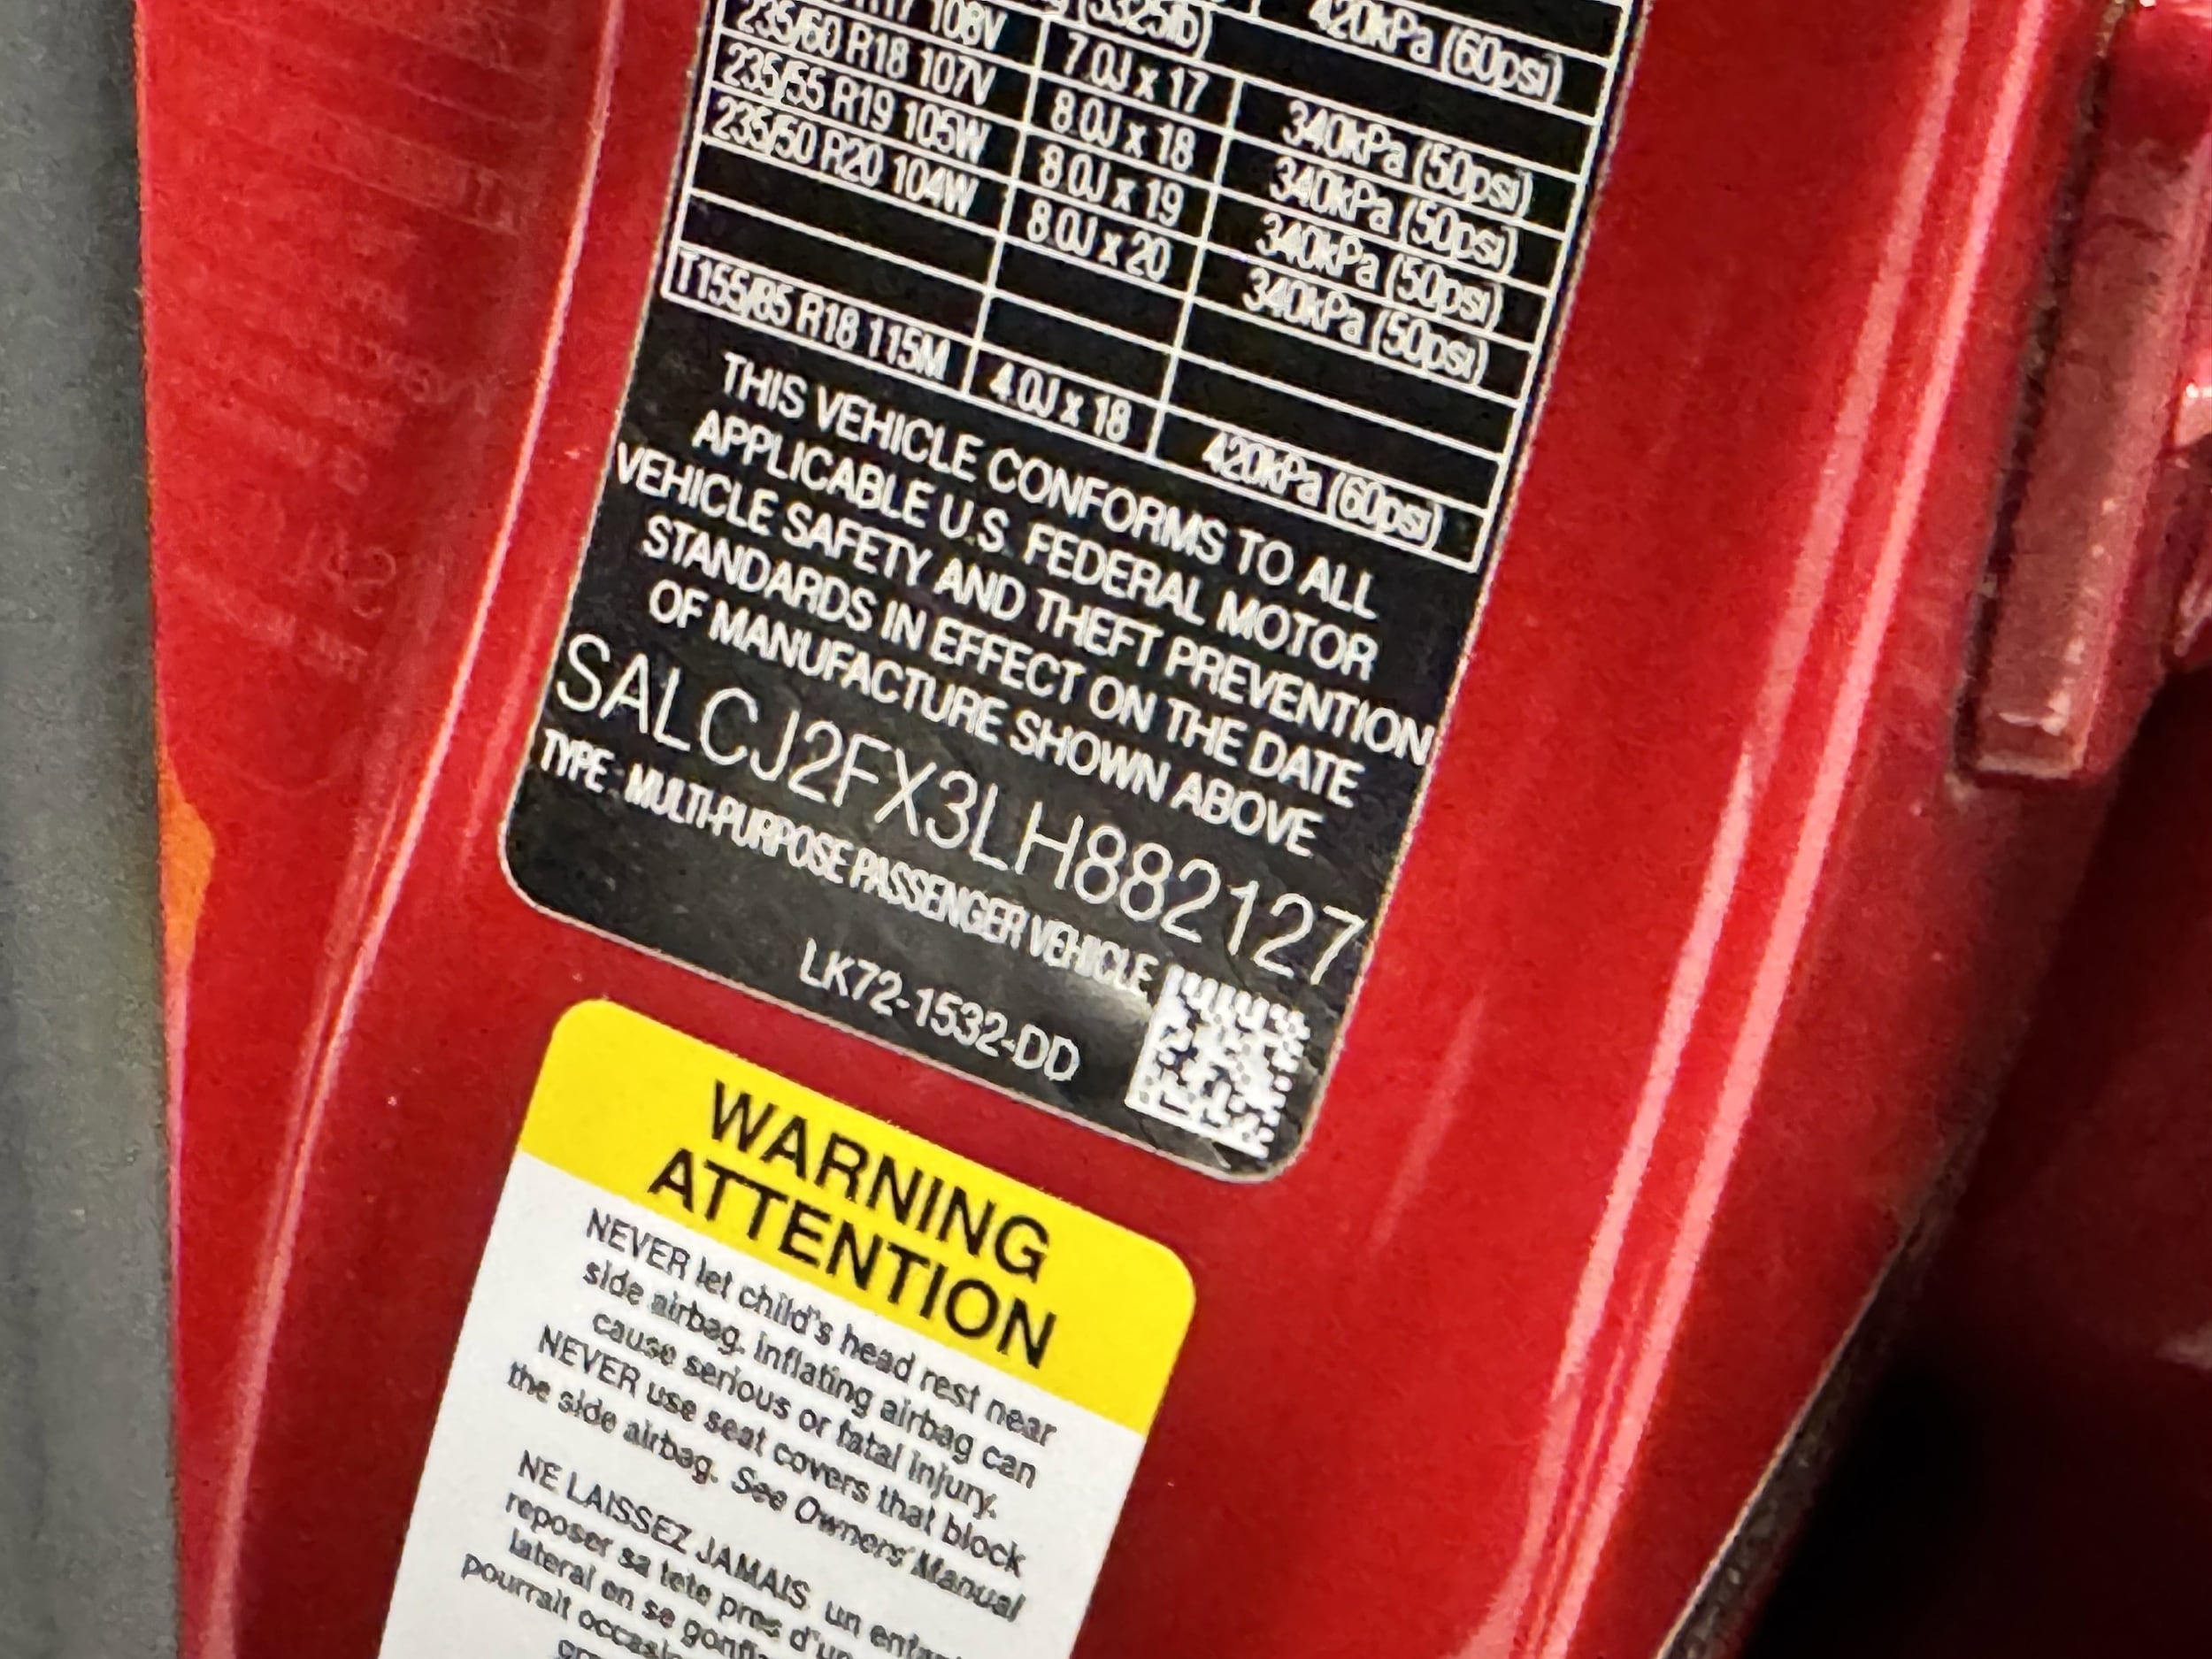 (3325lb) 420kPa (60psi)
R17 108V 7.0J x 17 340kPa (50psi)
235/60 R18 107V 8.0J x 18 340kPa (50psi)
235/55 R19 105W 8.0J x 19 340kPa (50psi)
235/50 R20 104W 8.0J x 20 340kPa (50psi)
T155/85 R18 115M 4.0J x 18 420kPa (60psi)
THIS VEHICLE CONFORMS TO ALL
APPLICABLE U.S. FEDERAL MOTOR
VEHICLE SAFETY AND THEFT PREVENTION
STANDARDS IN EFFECT ON THE DATE
OF MANUFACTURE SHOWN ABOVE
SALCJ2FX3LH882127
TYPE : MULTI-PURPOSE PASSENGER VEHICLE
LK72-1532-DD
WARNING
ATTENTION
NEVER let child's head rest near
side airbag. Inflating airbag can
cause serious or fatal injury.
NEVER use seat covers that block
the side airbag. See Owners' Manual
NE LAISSEZ JAMAIS un
reposer sa tete pres d'un
lateral en se
pourrait